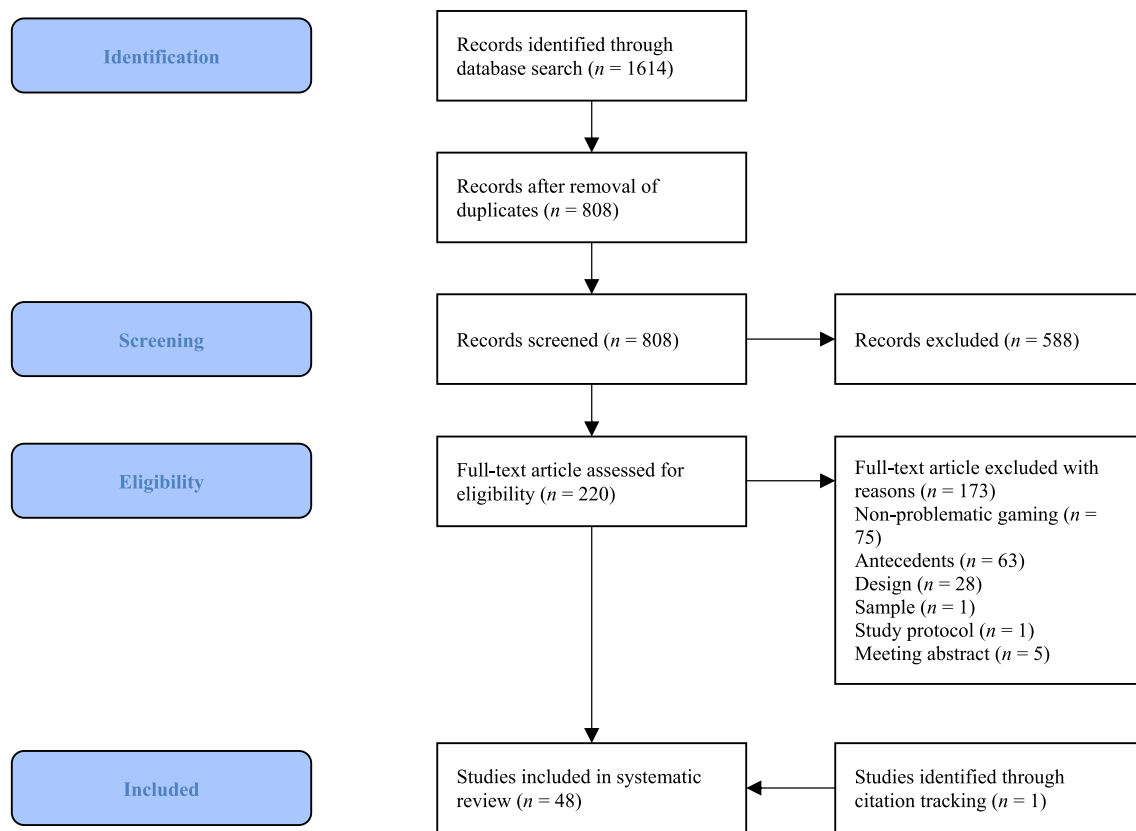 Identification
Records identified through
database search (n = 1614)
Records after removal of
duplicates (n = 808)
Screening
Records screened (n = 808)
Records excluded (n = 588)
Eligibility
Full-text article assessed for
eligibility (n = 220)
Full-text article excluded with
reasons (n = 173)
Non-problematic gaming (n =
75)
Antecedents (n = 63)
Design (n = 28)
Sample (n = 1)
Study protocol (n = 1)
Meeting abstract (n = 5)
Included
Studies included in systematic
review (n = 48)
Studies identified through
citation tracking (n = 1)